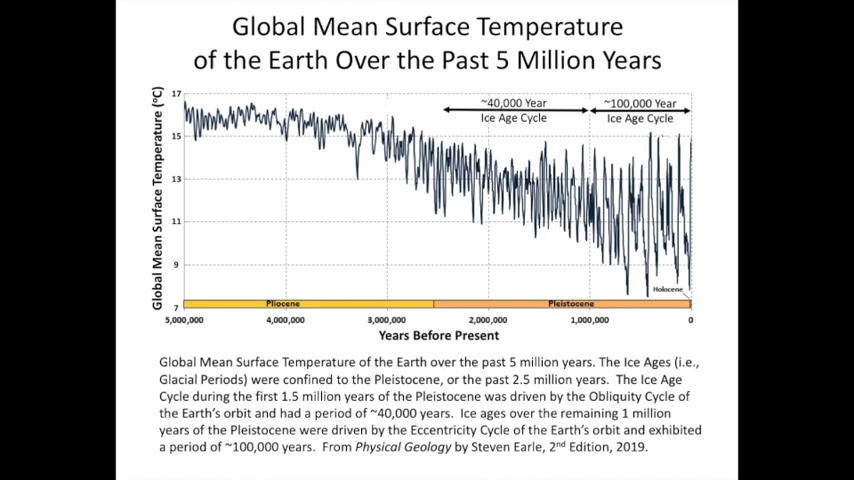 Global Mean Surface Temperature
of the Earth Over the Past 5 Million Years
Global Mean Surface Temperature (°C)
17
15
13
11
9
7
~40,000 Year
Ice Age Cycle
~100,000 Year
Ice Age Cycle
Holocene
Pliocene
Pleistocene
5,000,000
4,000,000
3,000,000
2,000,000
1,000,000
0
Years Before Present
Global Mean Surface Temperature of the Earth over the past 5 million years. The Ice Ages (i.e.,
Glacial Periods) were confined to the Pleistocene, or the past 2.5 million years. The Ice Age
Cycle during the first 1.5 million years of the Pleistocene was driven by the Obliquity Cycle of
the Earth's orbit and had a period of ~40,000 years. Ice ages over the remaining 1 million
years of the Pleistocene were driven by the Eccentricity Cycle of the Earth's orbit and exhibited
a period of ~100,000 years. From Physical Geology by Steven Earle, 2nd Edition, 2019.